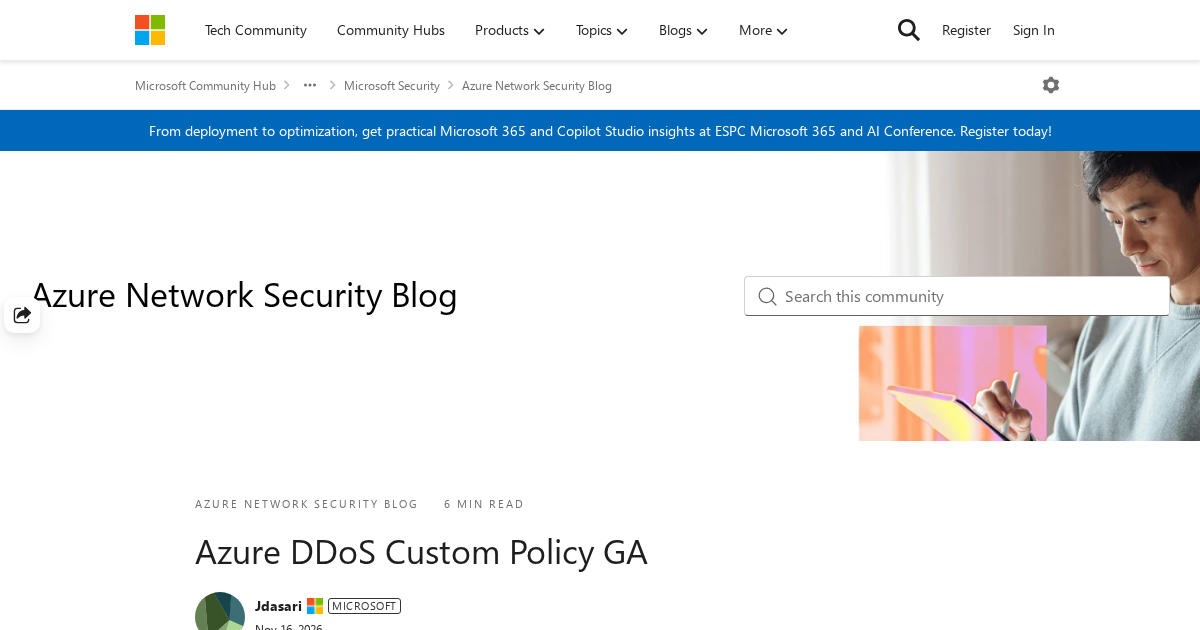 Tech Community Community Hubs Products Topics Blogs More Register Sign In
Microsoft Community Hub Microsoft Security Azure Network Security Blog
From deployment to optimization, get practical Microsoft 365 and Copilot Studio insights at ESPC Microsoft 365 and AI Conference. Register today!
Azure Network Security Blog
Search this community
AZURE NETWORK SECURITY BLOG 6 MIN READ
Azure DDoS Custom Policy GA
Jdasari MICROSOFT
Nov 16, 2026